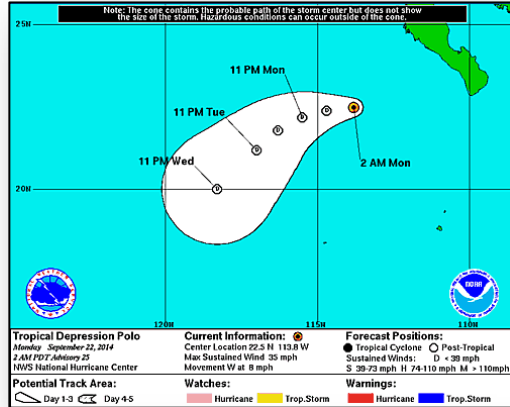 Note: The cone contains the probable path of the storm center but does not show
the size of the storm. Hazardous conditions can occur outside of the cone.
25N
11 PM Mon
11 PM Tue
2 AM Mon
11 PM Wed
20N
NOAA
120W 115W 110W
Tropical Depression Polo
Monday September 22, 2014
2 AM PDT Advisory 25
NWS National Hurricane Center
Current Information:
Center Location 22.5 N 113.8 W
Max Sustained Wind 35 mph
Movement W at 8 mph
Forecast Positions:
Tropical Cyclone Post-Tropical
Sustained Winds: D < 39 mph
S 39-73 mph H 74-110 mph M > 110mph
Potential Track Area:
Day 1-3 Day 4-5
Watches:
Hurricane Trop.Storm
Warnings:
Hurricane Trop.Storm